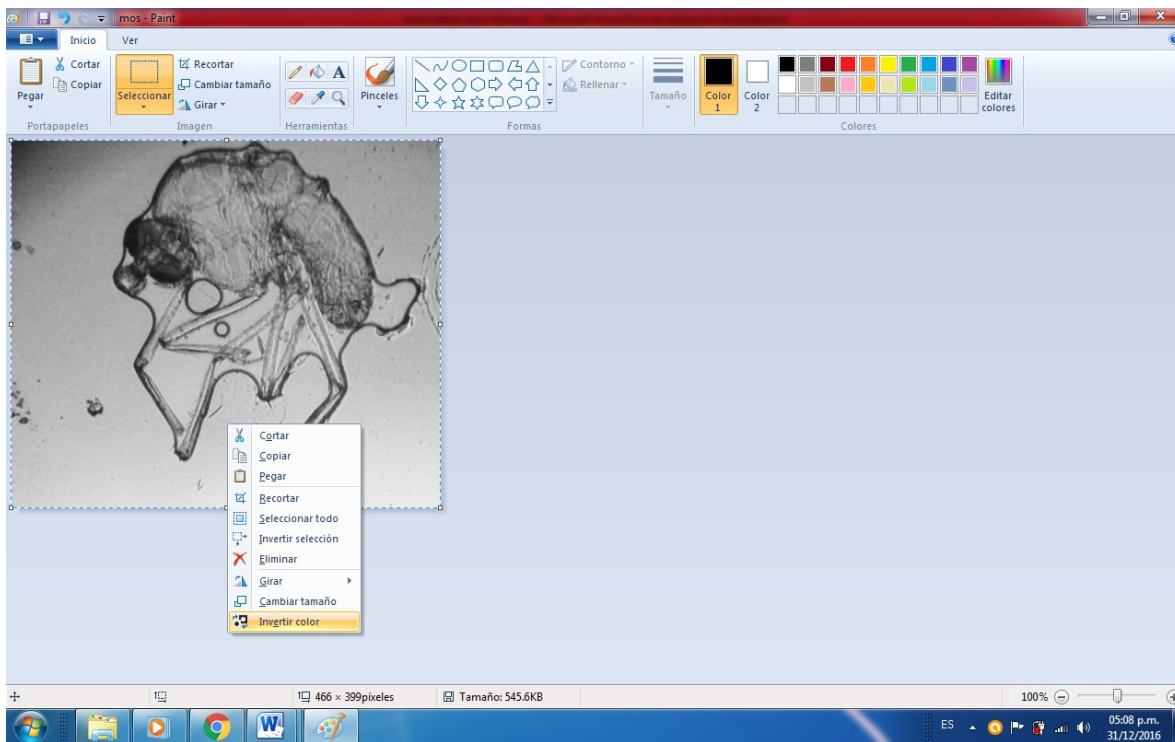 mos - Paint
Inicio Ver
Pegar
Cortar
Copiar
Portapapeles
Seleccionar
Recortar
Cambiar tamaño
Girar
Imagen
A
Herramientas
Pinceles
Contorno
Rellenar
Formas
Tamaño
Color 1
Color 2
Editar colores
Colores
Cortar
Copiar
Pegar
Recortar
Seleccionar todo
Invertir selección
Eliminar
Girar
Cambiar tamaño
Invertir color
466 × 399píxeles
Tamaño: 545.6KB
100%
W
ES
05:08 p.m.
31/12/2016